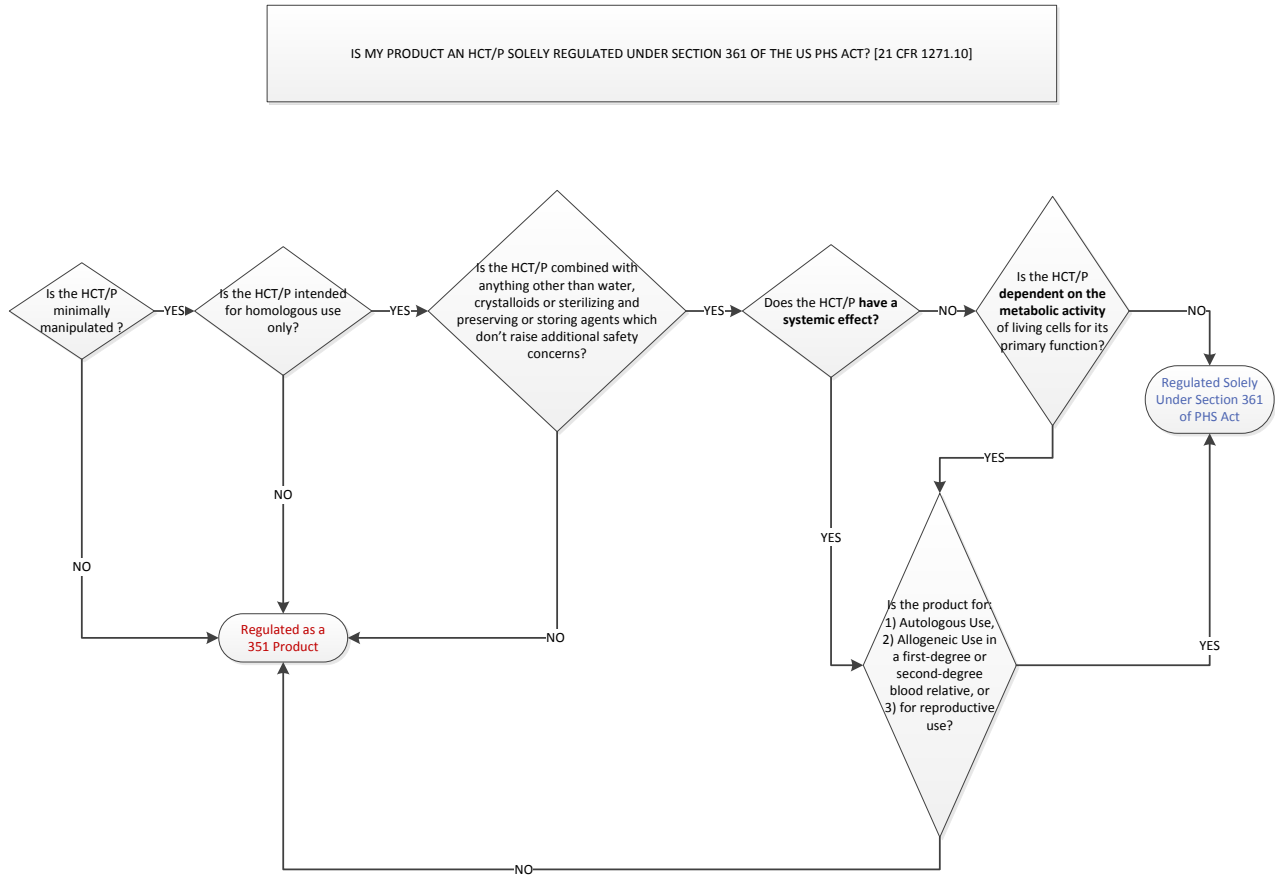 IS MY PRODUCT AN HCT/P SOLELY REGULATED UNDER SECTION 361 OF THE US PHS ACT? [21 CFR 1271.10]
Is the HCT/P
minimally
manipulated ?
YES
Is the HCT/P intended
for homologous use
only?
YES
Is the HCT/P combined with
anything other than water,
crystalloids or sterilizing and
preserving or storing agents which
don't raise additional safety
concerns?
YES
Does the HCT/P have a
systemic effect?
NO
Is the HCT/P
dependent on the
metabolic activity
of living cells for its
primary function?
NO
Regulated Solely
Under Section 361
of PHS Act
YES
NO
YES
NO
Is the product for:
1) Autologous Use,
2) Allogeneic Use in
a first-degree or
second-degree
blood relative, or
3) for reproductive
use?
YES
Regulated as a
351 Product
NO
NO